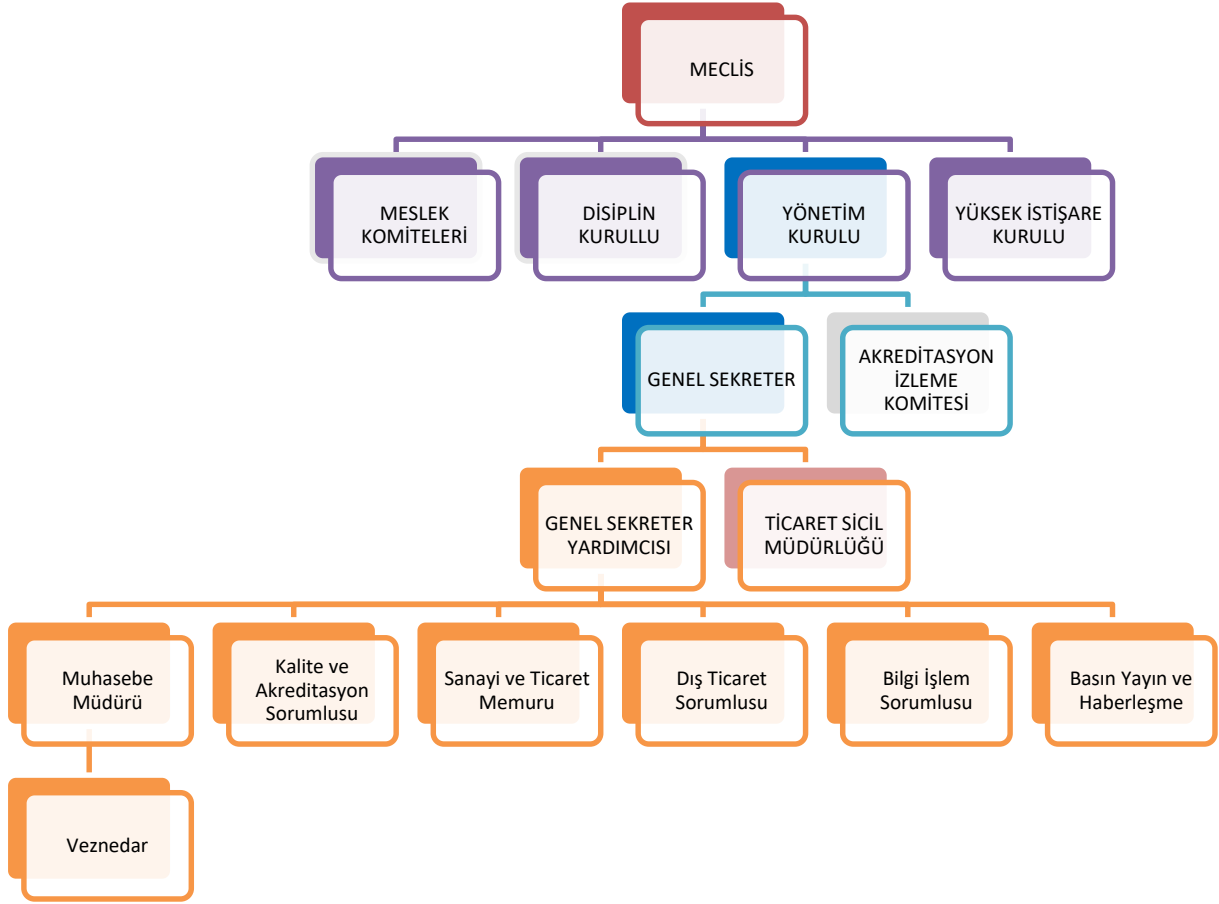 MECLİS
MESLEK
KOMİTELERİ
DISİPLİN
KURULLU
YÖNETİM
KURULU
YÜKSEK İSTİŞARE
KURULU
GENEL SEKRETER
AKREDİTASYON
İZLEME
KOMİTESİ
GENEL SEKRETER
YARDIMCISI
TİCARET SİCİL
MÜDÜRLÜĞÜ
Muhasebe
Müdürü
Kalite ve
Akreditasyon
Sorumlusu
Sanayi ve Ticaret
Memuru
Dış Ticaret
Sorumlusu
Bilgi İşlem
Sorumlusu
Basın Yayın ve
Haberleşme
Veznedar